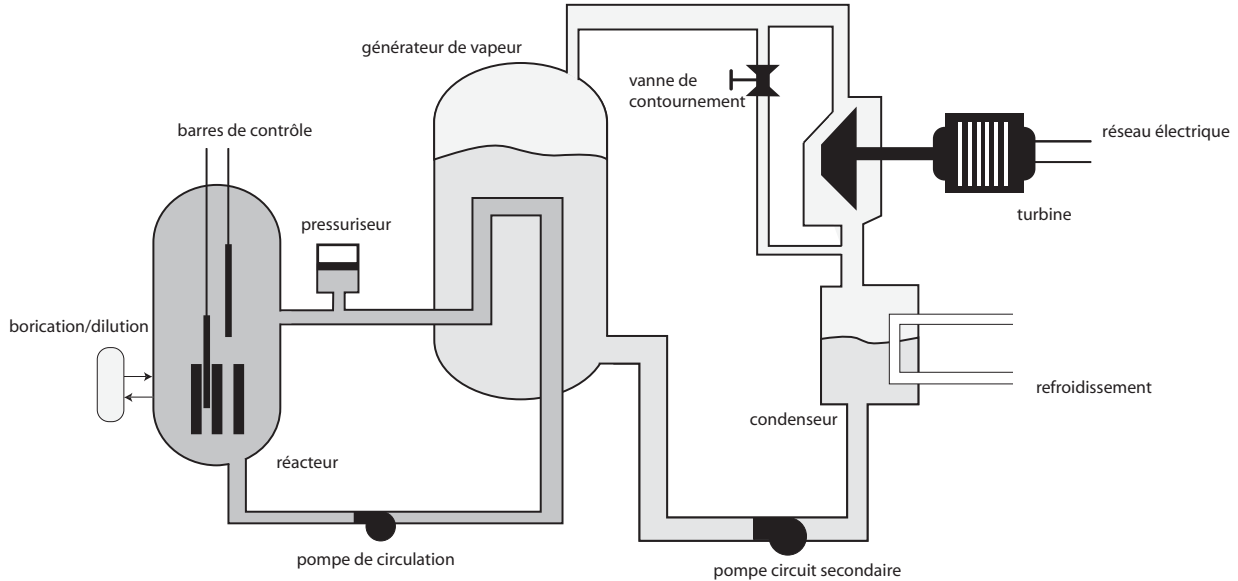 générateur de vapeur
vanne de
contournement
barres de contrôle
réseau électrique
turbine
pressuriseur
borication/dilution
refroidissement
condenseur
réacteur
pompe de circulation
pompe circuit secondaire